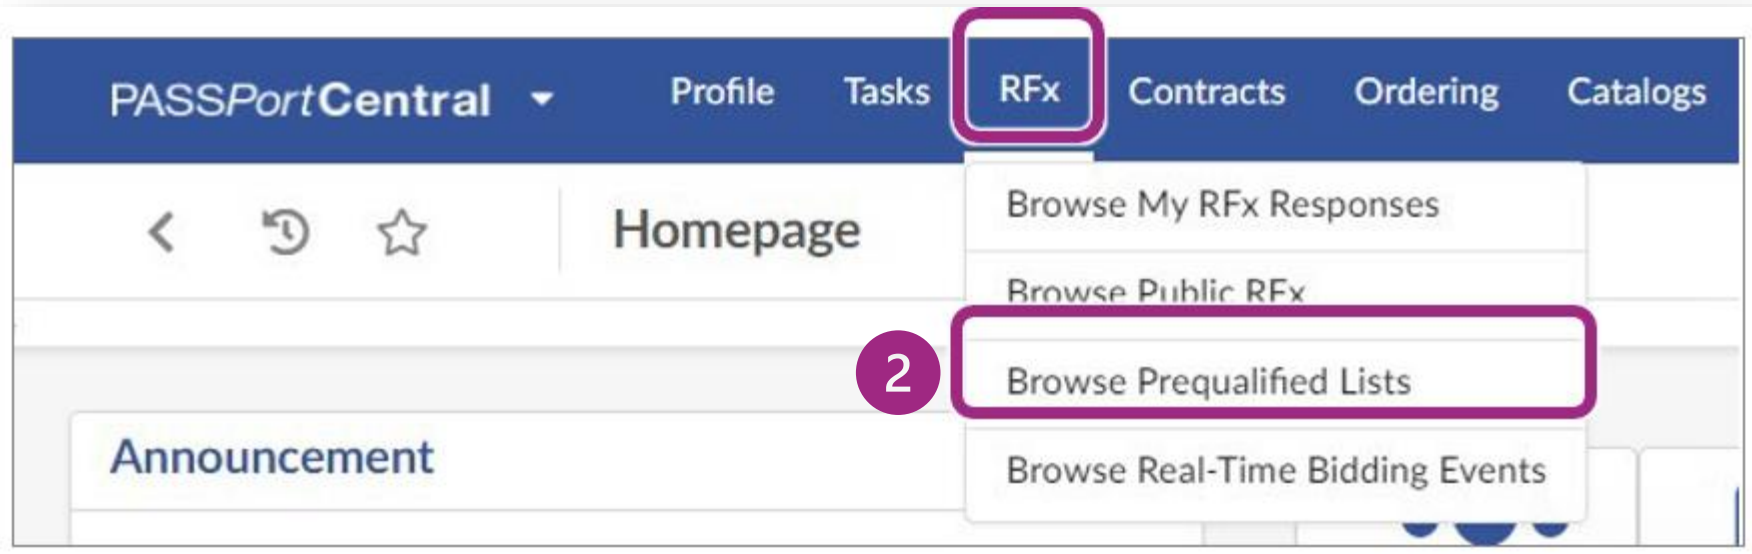 PASSPortCentral Profile Tasks RFx Contracts Ordering Catalogs
Homepage
Browse My RFx Responses
Browse Public RFx
2
Browse Prequalified Lists
Browse Real-Time Bidding Events
Announcement